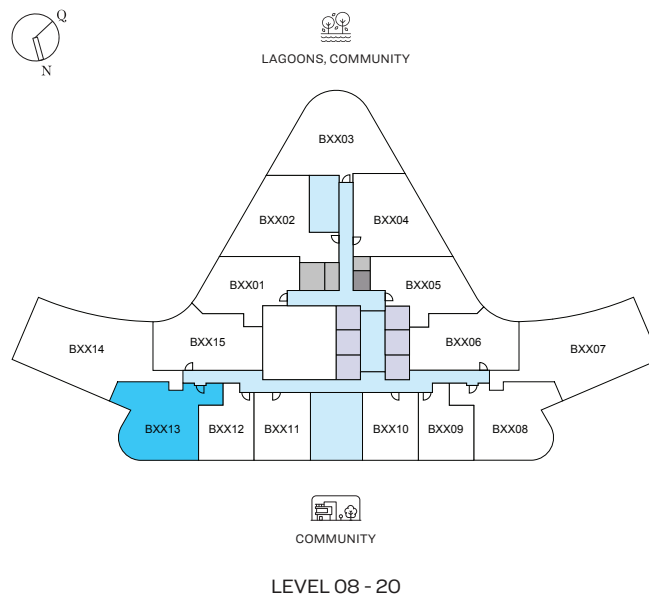 Q
N
LAGOONS, COMMUNITY
BXX03
BXX02
BXX04
BXX01
BXX05
BXX14
BXX15
BXX06
BXX07
BXX13
BXX12
BXX11
BXX10
BXX09
BXX08
COMMUNITY
LEVEL 08 - 20